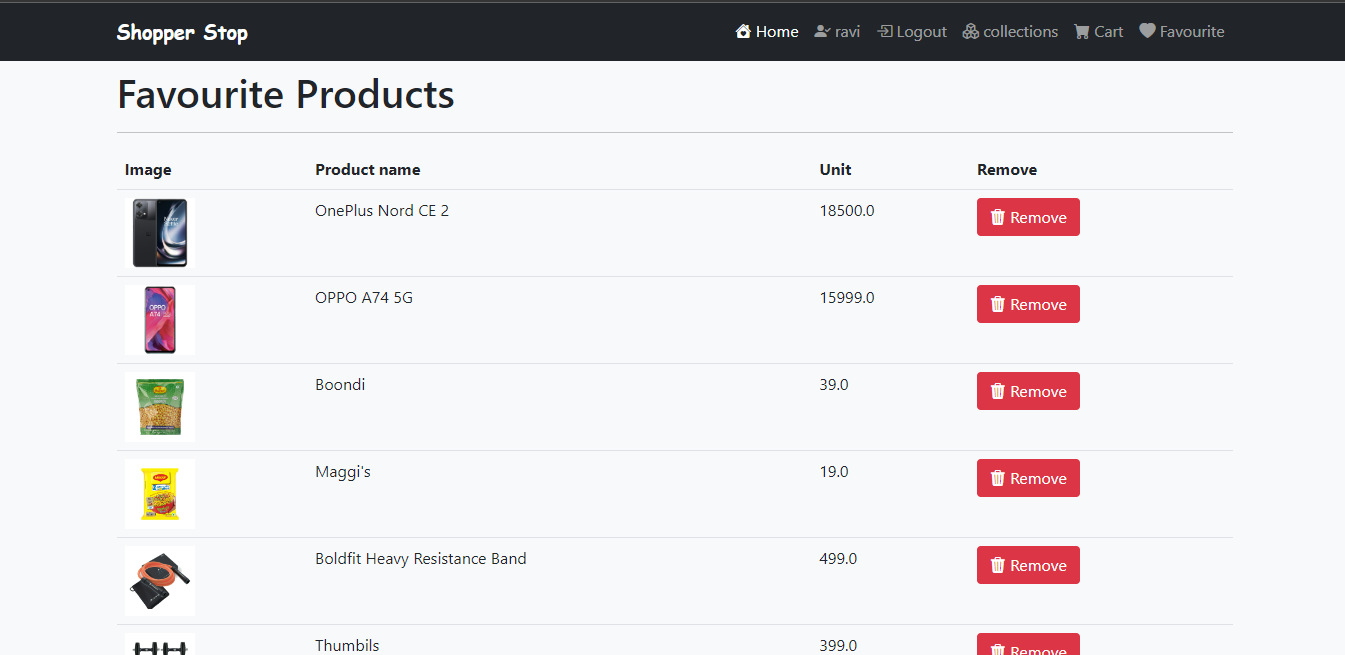 Shopper Stop Home ravi Logout collections Cart Favourite
Favourite Products
Image Product name Unit Remove
OnePlus Nord CE 2 18500.0 Remove
OPPO A74 5G 15999.0 Remove
OPPO
A74
Boondi 39.0 Remove
Maggi's 19.0 Remove
Boldfit Heavy Resistance Band 499.0 Remove
Thumbils 399.0 Remove